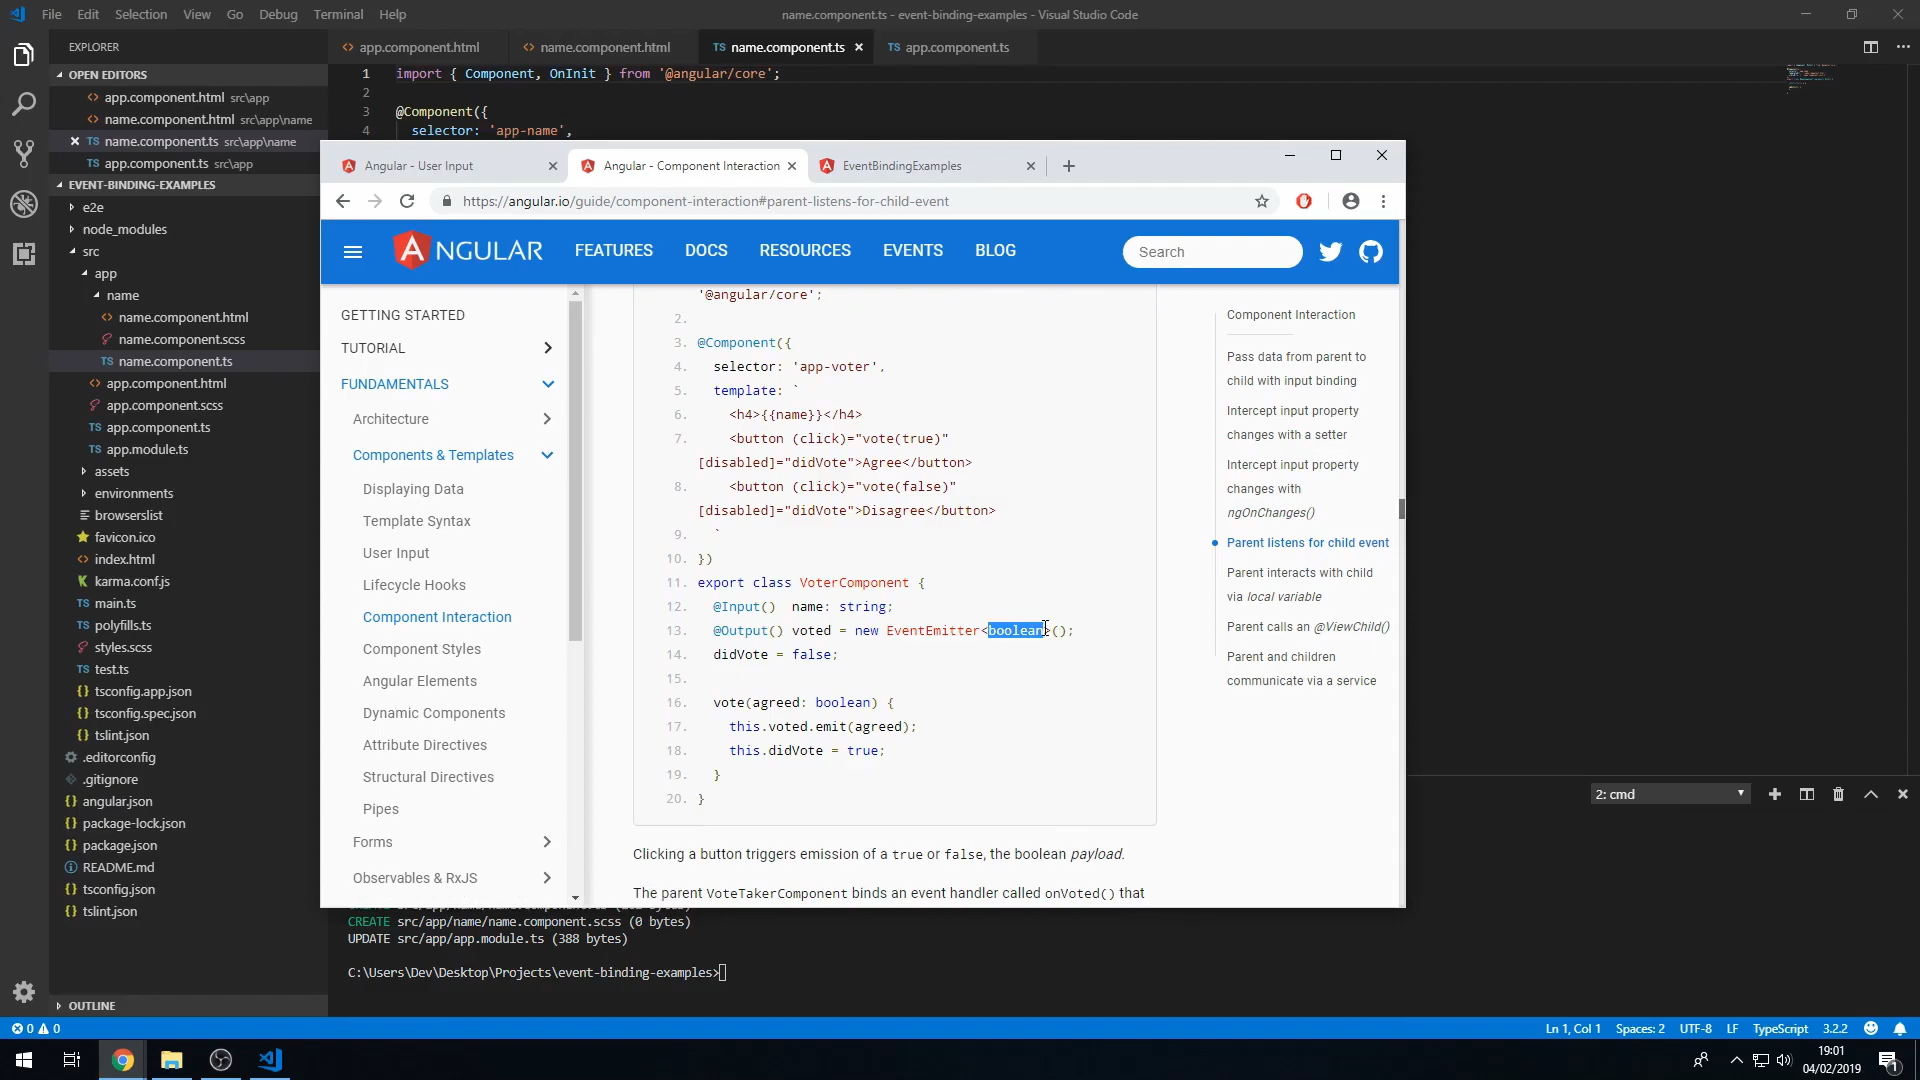 File Edit Selection View Go Debug Terminal Help
name.component.ts - event-binding-examples - Visual Studio Code
EXPLORER
app.component.html
name.component.html
TS name.component.ts
TS app.component.ts
OPEN EDITORS
app.component.html src\app
name.component.html src\app\name
TS name.component.ts src\app\name
TS app.component.ts src\app
EVENT-BINDING-EXAMPLES
e2e
node_modules
src
app
name
name.component.html
name.component.scss
TS name.component.ts
app.component.html
app.component.scss
TS app.component.ts
TS app.module.ts
assets
environments
browserslist
favicon.ico
index.html
karma.conf.js
TS main.ts
TS polyfills.ts
styles.scss
TS test.ts
{} tsconfig.app.json
{} tsconfig.spec.json
{} tslint.json
.editorconfig
.gitignore
{} angular.json
{} package-lock.json
{} package.json
README.md
{} tsconfig.json
{} tslint.json
OUTLINE
1 import { Component, OnInit } from '@angular/core';
2
3 @Component({
4 selector: 'app-name',
Angular - User Input
Angular - Component Interaction
EventBindingExamples
https://angular.io/guide/component-interaction#parent-listens-for-child-event
ANGULAR
FEATURES DOCS RESOURCES EVENTS BLOG
Search
GETTING STARTED
TUTORIAL
FUNDAMENTALS
Architecture
Components & Templates
Displaying Data
Template Syntax
User Input
Lifecycle Hooks
Component Interaction
Component Styles
Angular Elements
Dynamic Components
Attribute Directives
Structural Directives
Pipes
Forms
Observables & RxJS
'@angular/core';
2.
3. @Component({
4. selector: 'app-voter',
5. template: `
6. <h4>{{name}}</h4>
7. <button (click)="vote(true)"
[disabled]="didVote">Agree</button>
8. <button (click)="vote(false)"
[disabled]="didVote">Disagree</button>
9. `
10. })
11. export class VoterComponent {
12. @Input() name: string;
13. @Output() voted = new EventEmitter<boolean>();
14. didVote = false;
15.
16. vote(agreed: boolean) {
17. this.voted.emit(agreed);
18. this.didVote = true;
19. }
20. }
Clicking a button triggers emission of a true or false, the boolean payload.
The parent VoteTakerComponent binds an event handler called onVoted() that
Component Interaction
Pass data from parent to
child with input binding
Intercept input property
changes with a setter
Intercept input property
changes with
ngOnChanges()
Parent listens for child event
Parent interacts with child
via local variable
Parent calls an @ViewChild()
Parent and children
communicate via a service
2: cmd
CREATE src/app/name/name.component.scss (0 bytes)
UPDATE src/app/app.module.ts (388 bytes)
C:\Users\Dev\Desktop\Projects\event-binding-examples>
0 0
Ln 1, Col 1 Spaces: 2 UTF-8 LF TypeScript 3.2.2
19:01
04/02/2019
1